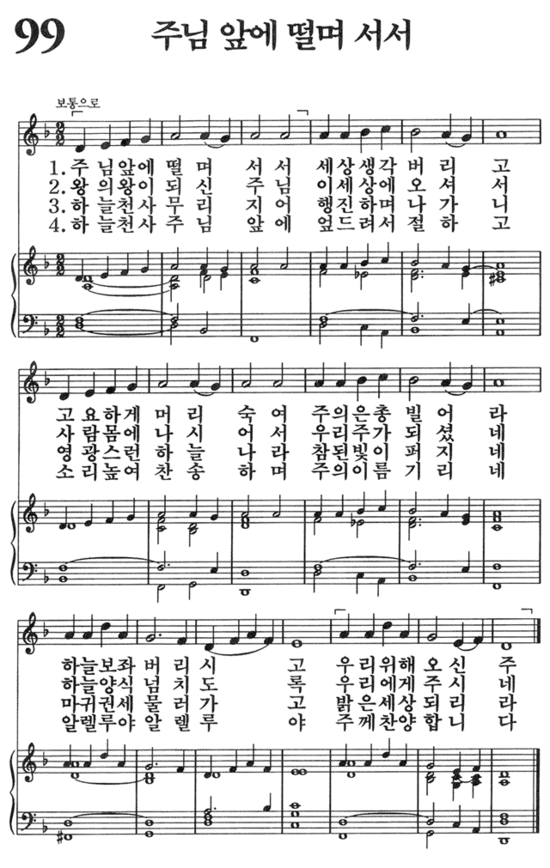 99 주님 앞에 떨며 서서
보통으로
1. 주 님 앞 에 떨 며 서 서 세 상 생 각 버 리 고
2. 왕 의 왕 이 되 신 주 님 이 세 상 에 오 셔 서
3. 하 늘 천 사 무 리 지 어 행 진 하 며 나 가 니
4. 하 늘 천 사 주 님 앞 에 엎 드 려 서 절 하 고
고 요 하 게 머 리 숙 여 주 의 은 총 빌 어 라
사 람 몸 에 나 시 어 서 우 리 주 가 되 셨 네
영 광 스 런 하 늘 나 라 참 된 빛 이 퍼 지 네
소 리 높 여 찬 송 하 며 주 의 이 름 기 리 네
하 늘 보 좌 버 리 시 고 우 리 위 해 오 신 주
하 늘 양 식 넘 치 도 록 우 리 에 게 주 시 네
마 귀 권 세 물 러 가 고 밝 은 세 상 되 리 라
알 렐 루 야 알 렐 루 야 주 께 찬 양 합 니 다